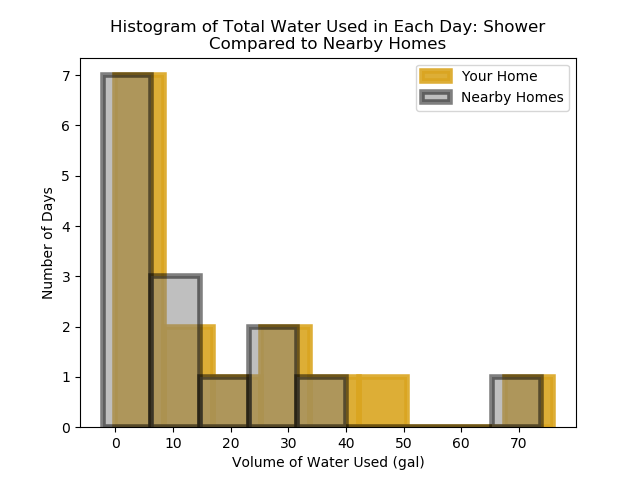 Histogram of Total Water Used in Each Day: Shower
Compared to Nearby Homes
Your Home
Nearby Homes
Number of Days
7
6
5
4
3
2
1
0
0 10 20 30 40 50 60 70
Volume of Water Used (gal)